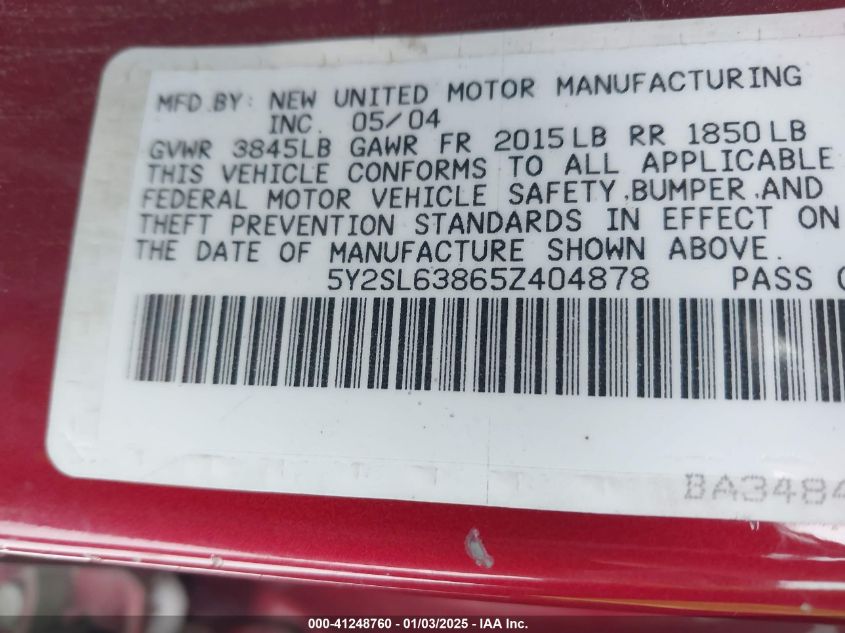 MFD.BY: NEW UNITED MOTOR MANUFACTURING
INC. 05/04
GVWR 3845LB GAWR FR 2015LB RR 1850LB
THIS VEHICLE CONFORMS TO ALL APPLICABLE
FEDERAL MOTOR VEHICLE SAFETY,BUMPER,AND
THEFT PREVENTION STANDARDS IN EFFECT ON
THE DATE OF MANUFACTURE SHOWN ABOVE.
5Y2SL63865Z404878 PASS
BA3484
000-41248760 - 01/03/2025 - IAA Inc.